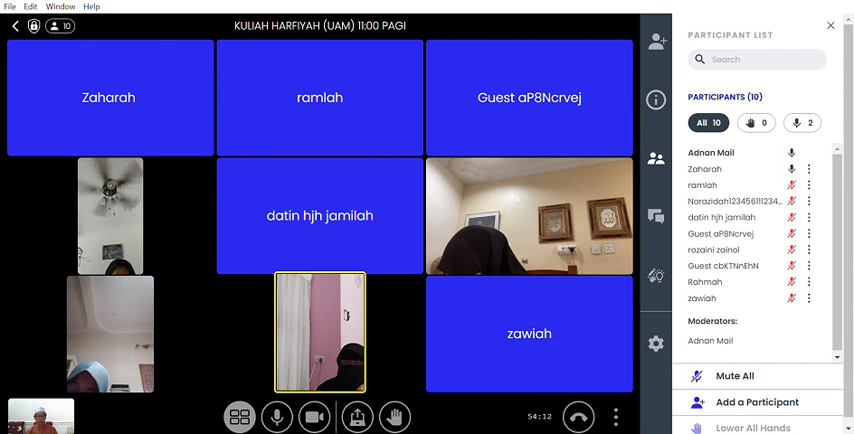 File Edit Window Help
10
KULIAH HARFIYAH (UAM) 11:00 PAGI
Zaharah
ramlah
Guest aP8Ncrvej
datin hjh jamilah
zawiah
54:12
PARTICIPANT LIST
Search
PARTICIPANTS (10)
All 10
0
2
Adnan Mail
Zaharah
ramlah
Norazidah123456111234...
datin hjh jamilah
Guest aP8Ncrvej
rozaini zainol
Guest cbKTNnEhN
Rahmah
zawiah
Moderators:
Adnan Mail
Mute All
Add a Participant
Lower All Hands